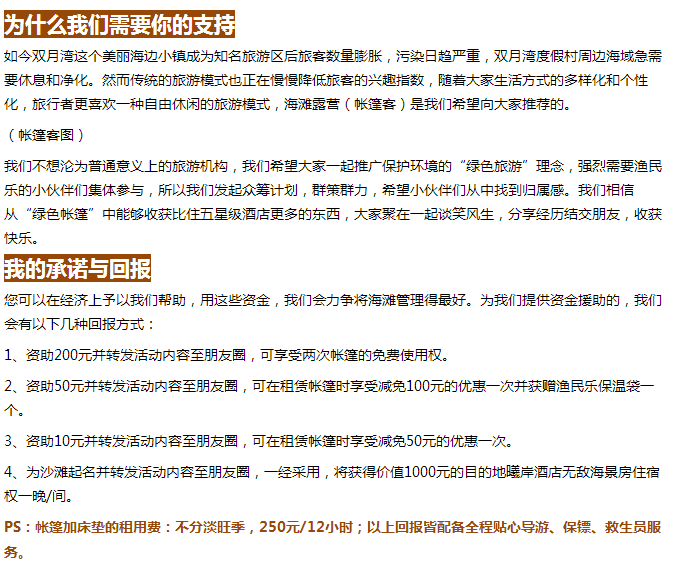 为什么我们需要你的支持
如今双月湾这个美丽海边小镇成为知名旅游区后旅客数量膨胀，污染日趋严重，双月湾度假村周边海域急需
要休息和净化。然而传统的旅游模式也正在慢慢降低旅客的兴趣指数，随着大家生活方式的多样化和个性
化，旅行者更喜欢一种自由休闲的旅游模式，海滩露营（帐篷客）是我们希望向大家推荐的。
（帐篷客图）
我们不想沦为普通意义上的旅游机构，我们希望大家一起推广保护环境的“绿色旅游”理念，强烈需要渔民
乐的小伙伴们集体参与，所以我们发起众筹计划，群策群力，希望小伙伴们从中找到归属感。我们相信
从“绿色帐篷”中能够收获比住五星级酒店更多的东西，大家聚在一起谈笑风生，分享经历结交朋友，收获
快乐。
我的承诺与回报
您可以在经济上予以我们帮助，用这些资金，我们会力争将海滩管理得最好。为我们提供资金援助的，我们
会有以下几种回报方式：
1、资助200元并转发活动内容至朋友圈，可享受两次帐篷的免费使用权。
2、资助50元并转发活动内容至朋友圈，可在租赁帐篷时享受减免100元的优惠一次并获赠渔民乐保温袋一
个。
3、资助10元并转发活动内容至朋友圈，可在租赁帐篷时享受减免50元的优惠一次。
4、为沙滩起名并转发活动内容至朋友圈，一经采用，将获得价值1000元的目的地曦岸酒店无敌海景房住宿
权一晚/间。
PS：帐篷加床垫的租用费：不分淡旺季，250元/12小时；以上回报皆配备全程贴心导游、保镖、救生员服
务。